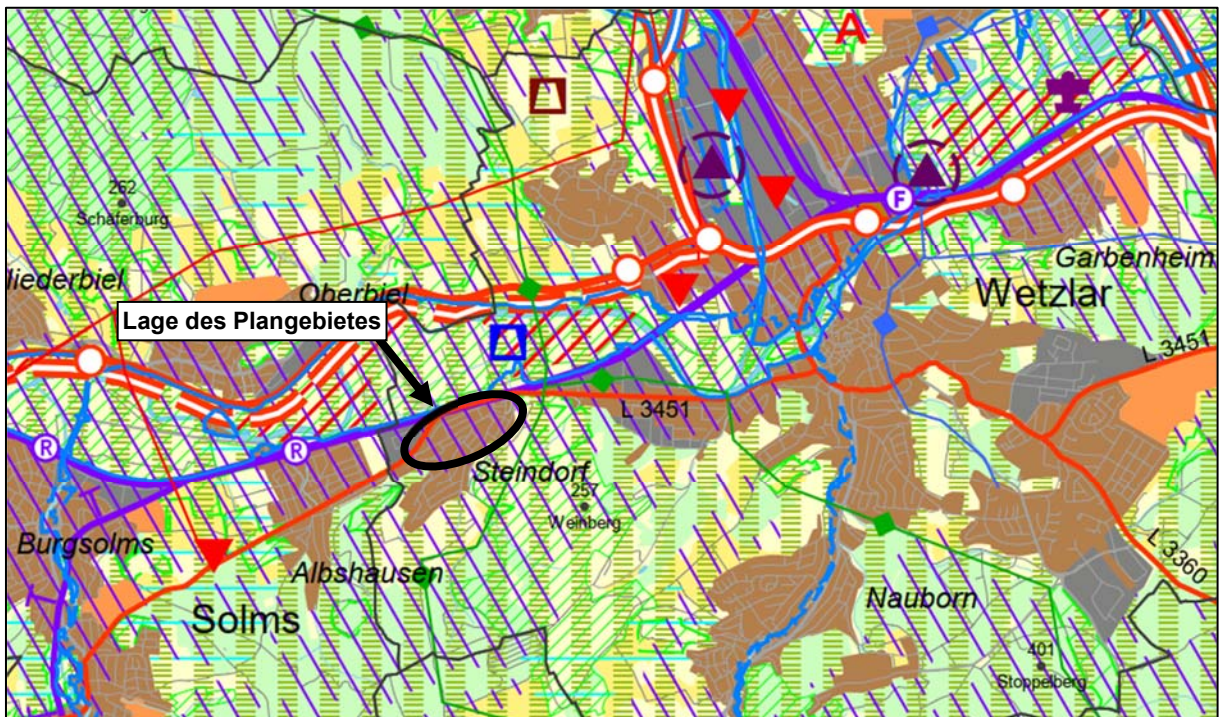 A
262
Schäferburg
F
Garbenheim
Niederbiel
Oberbiel
Wetzlar
Lage des Plangebietes
L 3451
L 3451
R
R
Steindorf
257
Weinberg
Burgsolms
Albshausen
L 3360
Solms
Nauborn
401
Stoppelberg